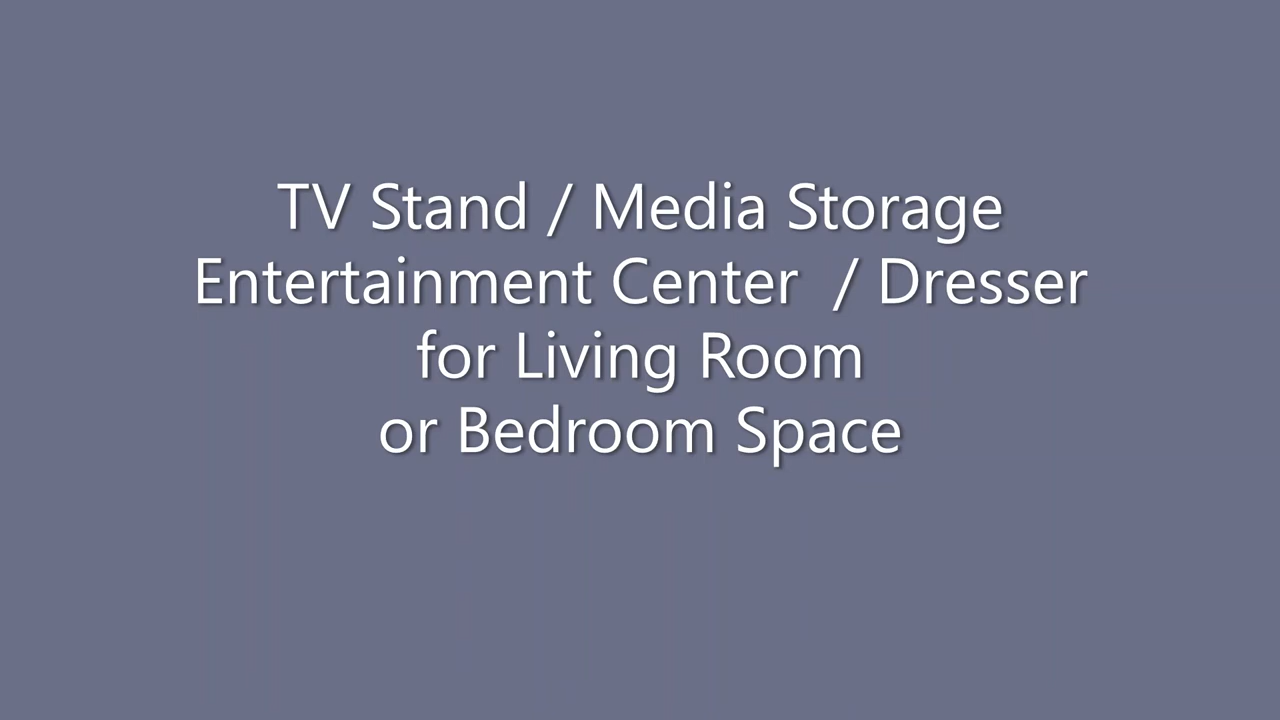 TV Stand / Media Storage
Entertainment Center  / Dresser
for Living Room
or Bedroom Space